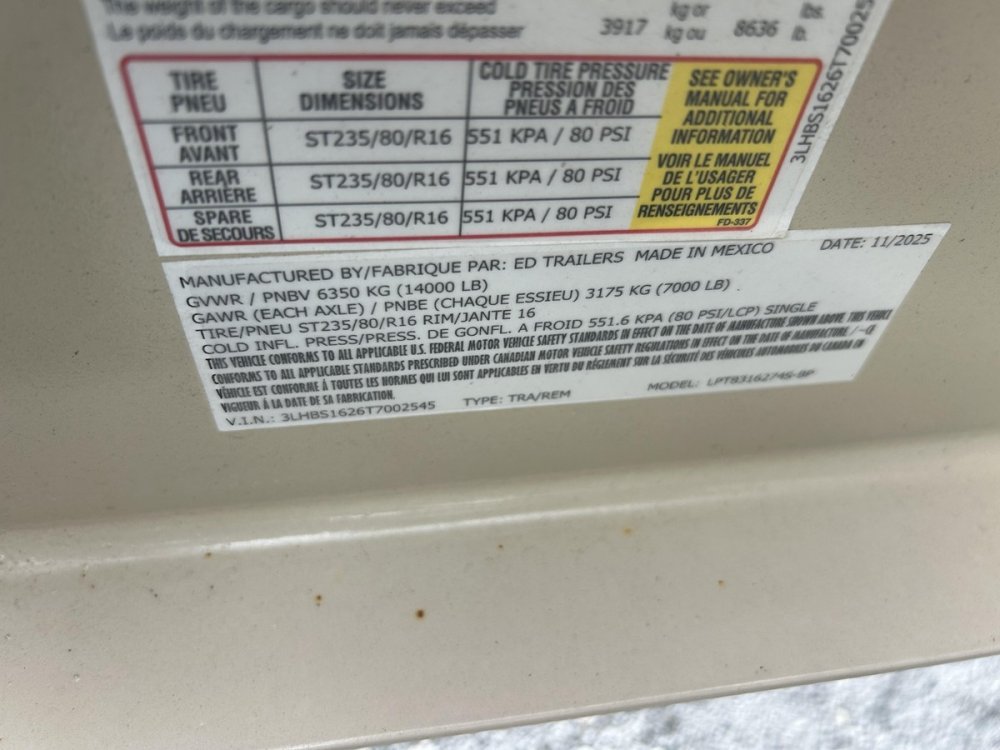 The weight of the cargo should never exceed kg or lbs.
Le poids du chargement ne doit jamais dépasser 3917 kg ou 8636 lb.
TIRE PNEU
SIZE DIMENSIONS
COLD TIRE PRESSURE PRESSION DES PNEUS A FROID
FRONT AVANT ST235/80/R16 551 KPA / 80 PSI
REAR ARRIÈRE ST235/80/R16 551 KPA / 80 PSI
SPARE DE SECOURS ST235/80/R16 551 KPA / 80 PSI
SEE OWNER'S
MANUAL FOR
ADDITIONAL
INFORMATION
VOIR LE MANUEL
DE L'USAGER
POUR PLUS DE
RENSEIGNEMENTS
FD-337
3LHBS1626T70025
MANUFACTURED BY/FABRIQUE PAR: ED TRAILERS MADE IN MEXICO DATE: 11/2025
GVWR / PNBV 6350 KG (14000 LB)
GAWR (EACH AXLE) / PNBE (CHAQUE ESSIEU) 3175 KG (7000 LB) .
TIRE/PNEU ST235/80/R16 RIM/JANTE 16
COLD INFL. PRESS/PRESS. DE GONFL. A FROID 551.6 KPA (80 PSI/LCP) SINGLE
THIS VEHICLE CONFORMS TO ALL APPLICABLE U.S. FEDERAL MOTOR VEHICLE SAFETY STANDARDS IN EFFECT ON THE DATE OF MANUFACTURE SHOWN ABOVE. THIS VEHICLE
CONFORMS TO ALL APPLICABLE STANDARDS PRESCRIBED UNDER CANADIAN MOTOR VEHICLE SAFETY REGULATIONS IN EFFECT ON THE DATE OF MANUFACTURE. / - CE
VÉHICLE EST CONFORME À TOUTES LES NORMES QUI LUI SONT APPLICABLES EN VERTU DU RÈGLEMENT SUR LA SÉCURITÉ DES VÉHICULES AUTOMOBILES DU CANADA EN
VIGUEUR À LA DATE DE SA FABRICATION.
V.I.N.: 3LHBS1626T7002545 TYPE: TRA/REM MODEL: LPT8316274S-BP